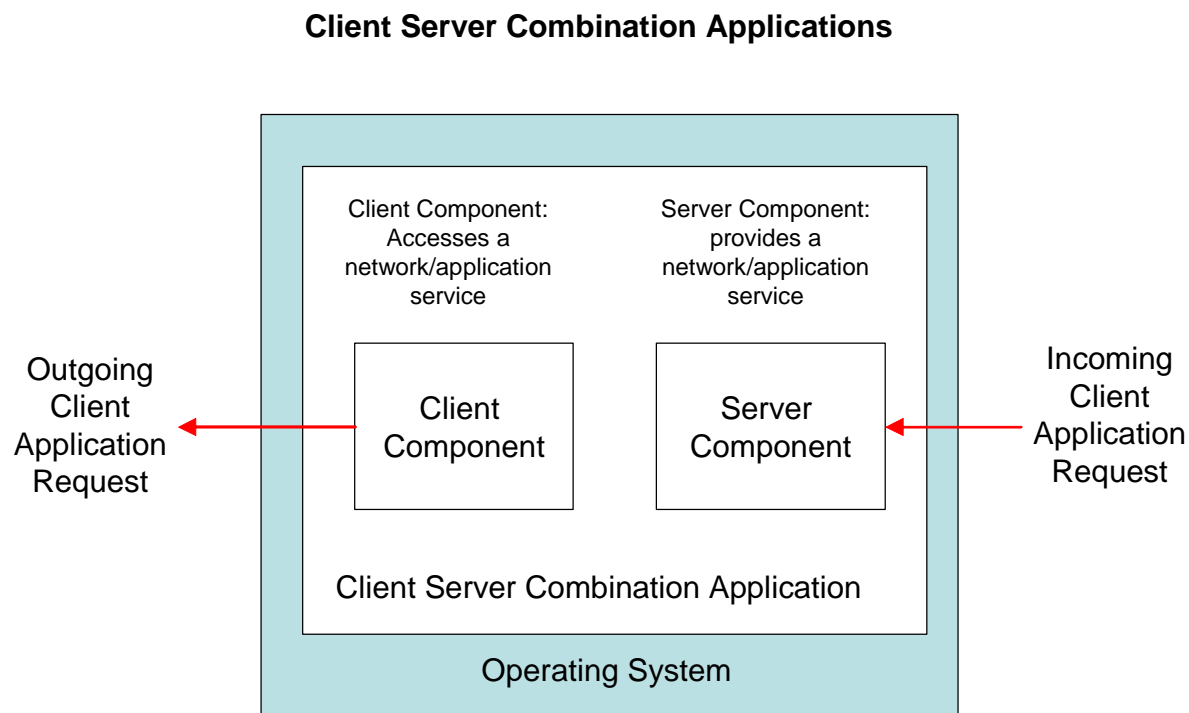 Client Server Combination Applications
Client Component:
Accesses a
network/application
service
Server Component:
provides a
network/application
service
Outgoing
Client
Application
Request
Client
Component
Server
Component
Incoming
Client
Application
Request
Client Server Combination Application
Operating System